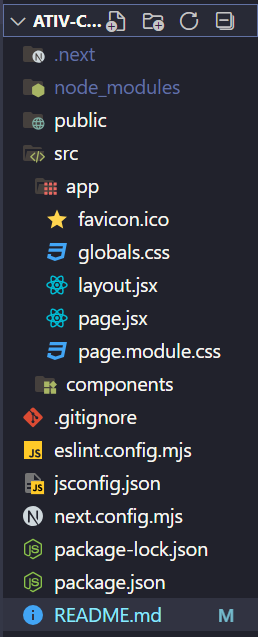 ATIV-C...
.next
node_modules
public
src
app
favicon.ico
globals.css
layout.jsx
page.jsx
page.module.css
components
.gitignore
JS eslint.config.mjs
jsconfig.json
N next.config.mjs
package-lock.json
package.json
README.md M